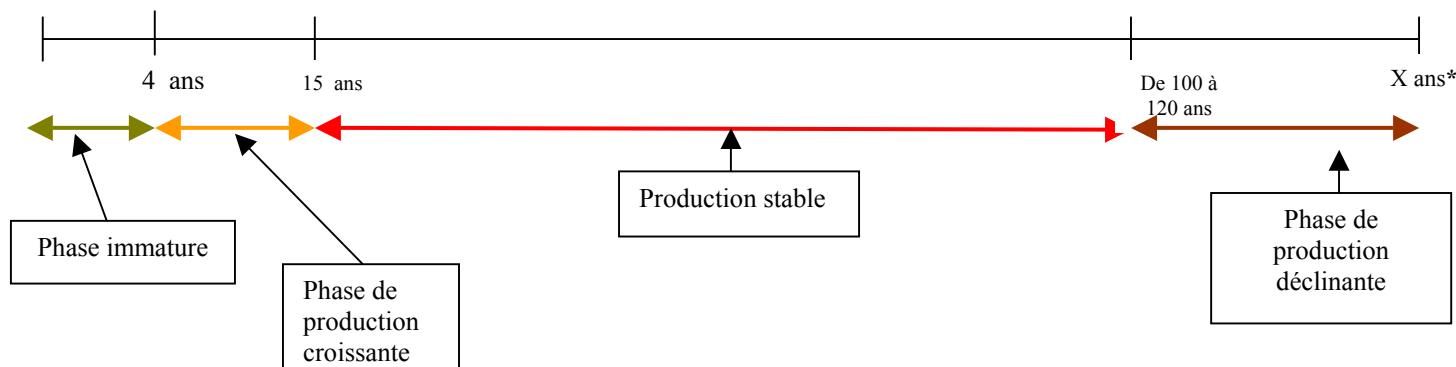 4 ans
15 ans
De 100 à
120 ans
X ans*
Phase immature
Phase de
production
croissante
Production stable
Phase de
production
déclinante